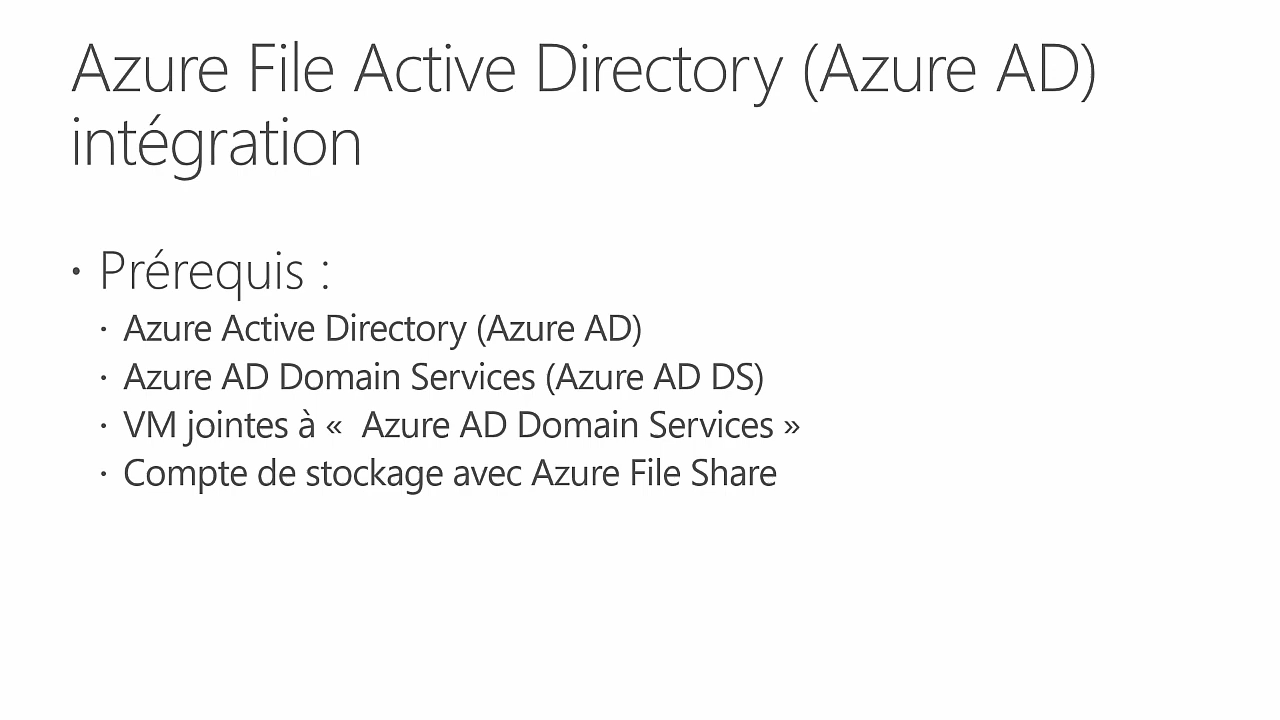 Azure File Active Directory (Azure AD)
intégration
• Prérequis :
• Azure Active Directory (Azure AD)
• Azure AD Domain Services (Azure AD DS)
• VM jointes à «  Azure AD Domain Services »
• Compte de stockage avec Azure File Share